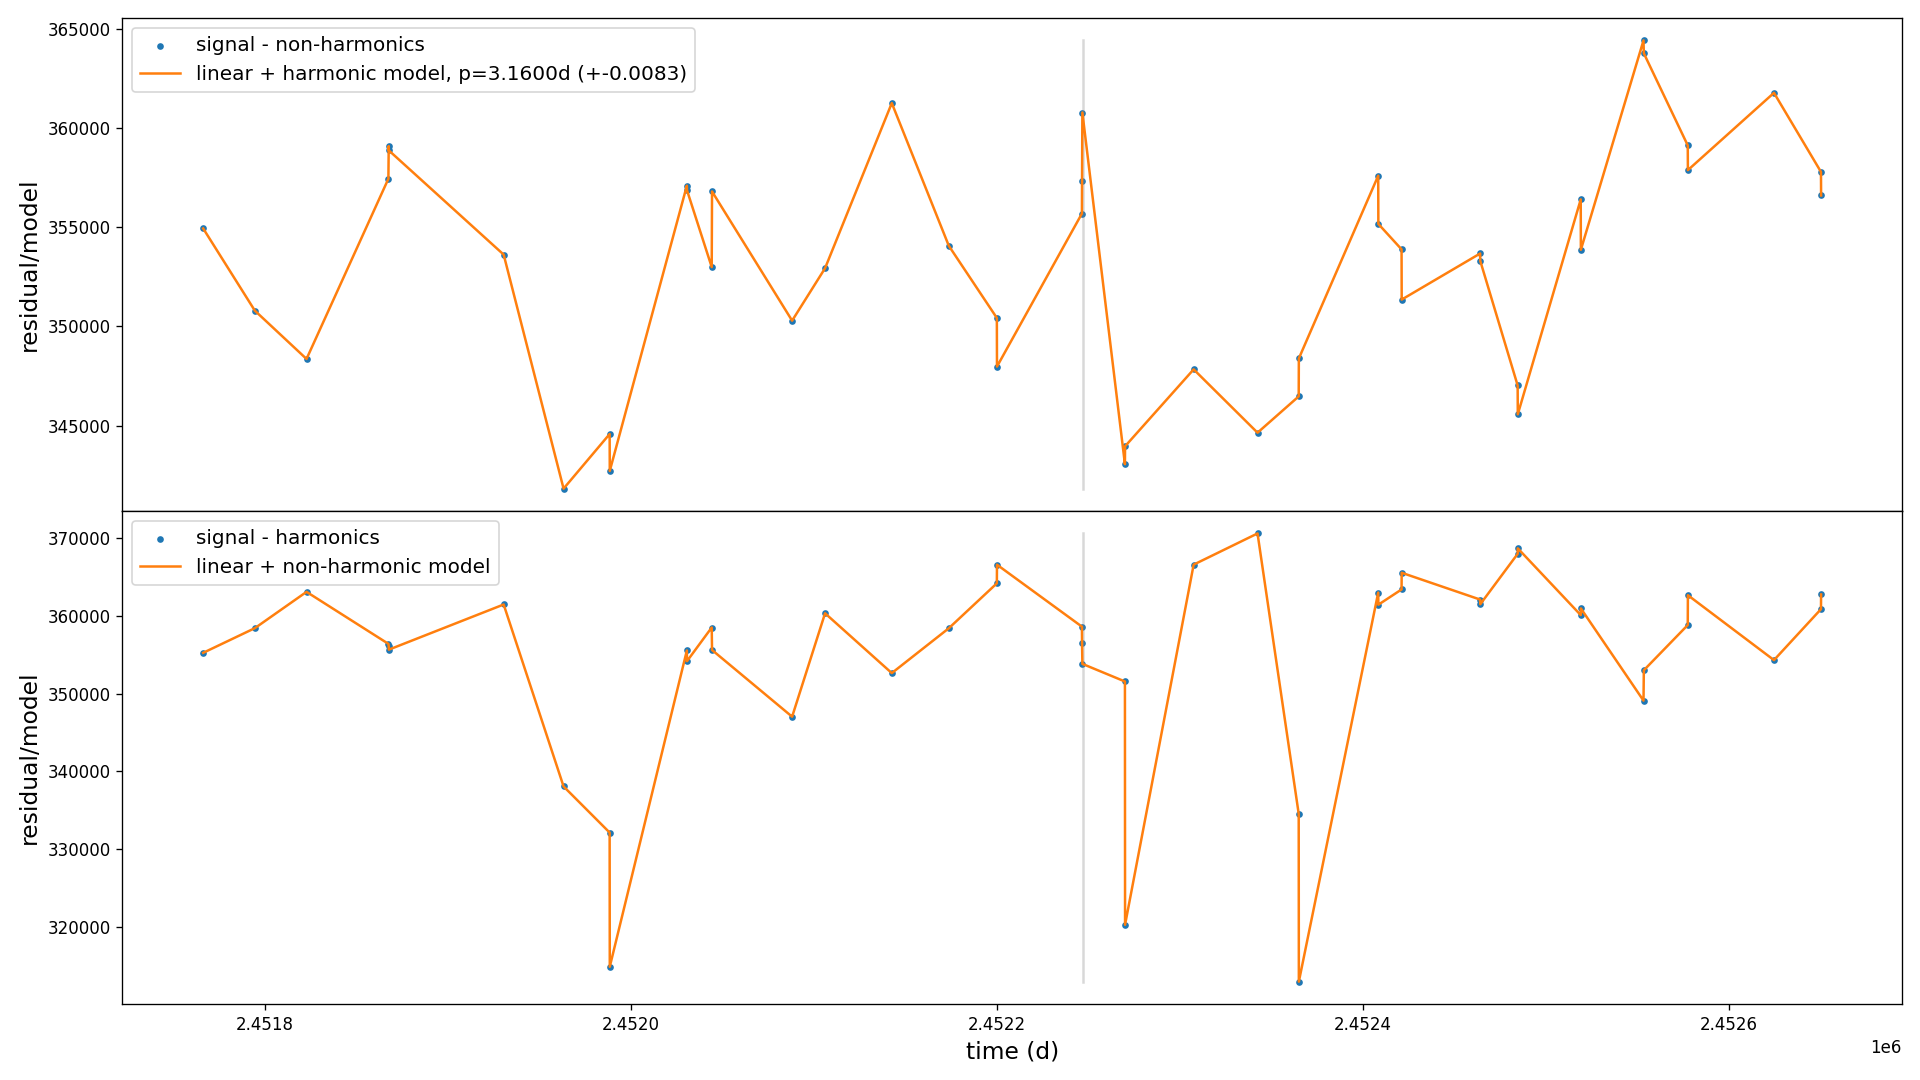 365000
signal - non-harmonics
linear + harmonic model, p=3.1600d (+-0.0083)
360000
355000
350000
345000
residual/model
370000
signal - harmonics
linear + non-harmonic model
360000
350000
340000
330000
320000
residual/model
2.4518 2.4520 2.4522 2.4524 2.4526
time (d)
1e6